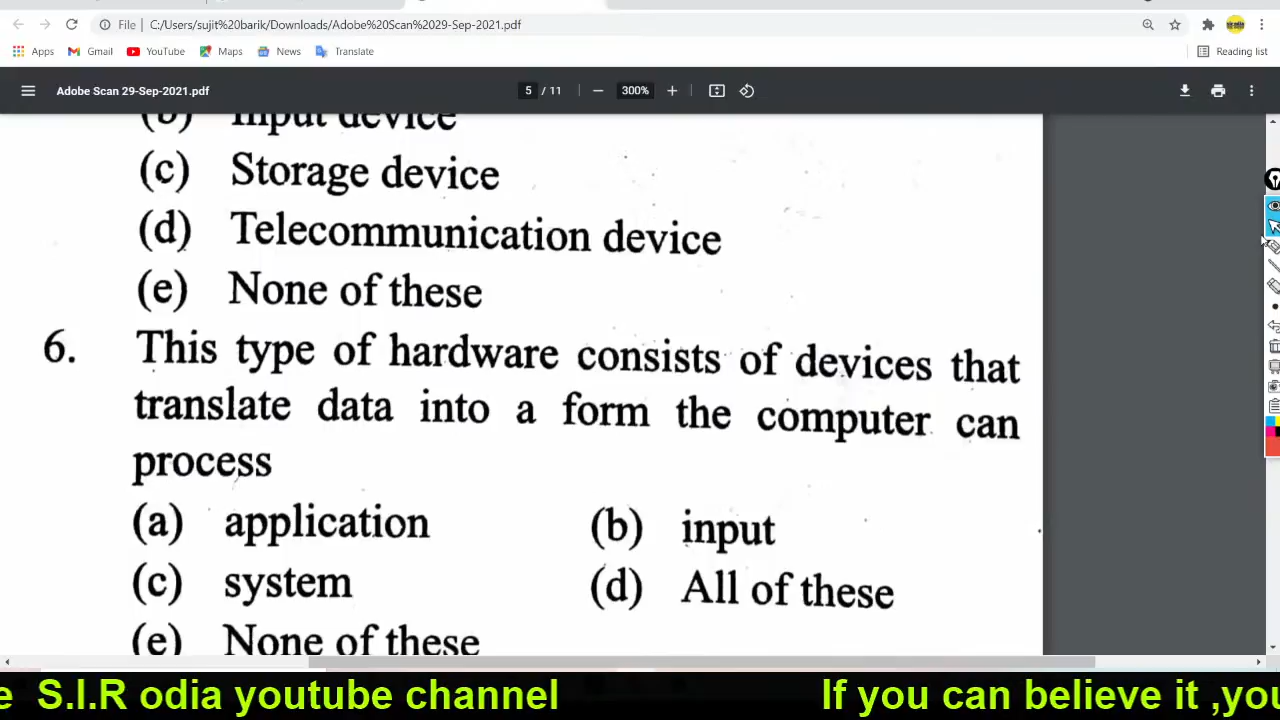 File | C:/Users/sujit%20barik/Downloads/Adobe%20Scan%2029-Sep-2021.pdf
Apps Gmail YouTube Maps News Translate Reading list
Adobe Scan 29-Sep-2021.pdf 5 / 11 300%
(b) Input device
(c) Storage device
(d) Telecommunication device
(e) None of these
6. This type of hardware consists of devices that
translate data into a form the computer can
process
(a) application (b) input
(c) system (d) All of these
(e) None of these
S.I.R odia youtube channel If you can believe it ,you